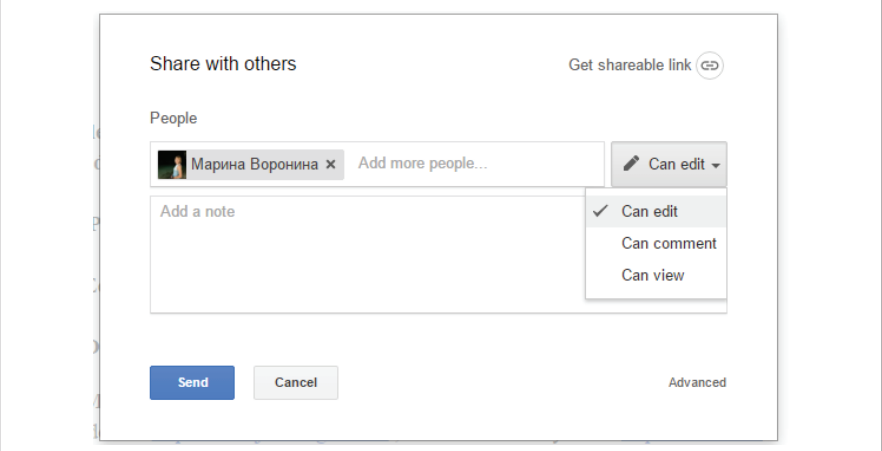 Share with others
Get shareable link
People
Марина Воронина × Add more people...
Can edit
Add a note
Can edit
Can comment
Can view
Send
Cancel
Advanced